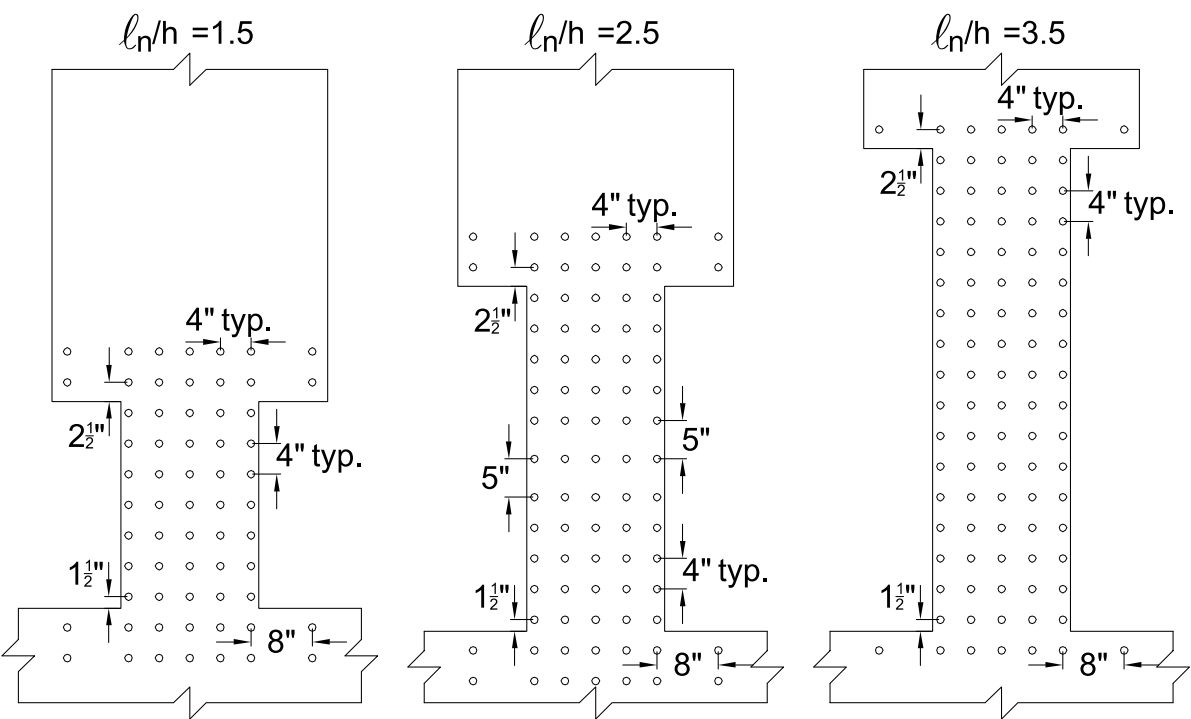 ℓn/h =1.5
4" typ.
2½"
4" typ.
1½"
8"
ℓn/h =2.5
4" typ.
2½"
5"
5"
4" typ.
1½"
8"
ℓn/h =3.5
4" typ.
2½"
4" typ.
1½"
8"